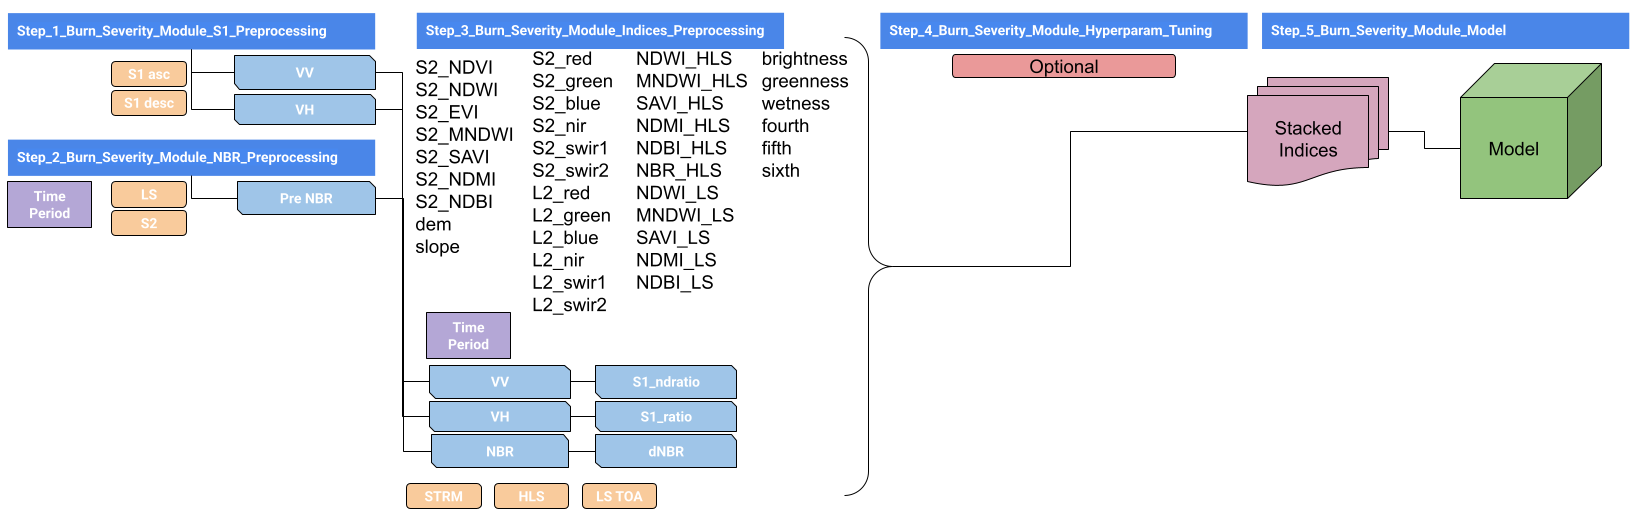 Step_1_Burn_Severity_Module_S1_Preprocessing
S1 asc
S1 desc
VV
VH
Step_2_Burn_Severity_Module_NBR_Preprocessing
Time
Period
LS
S2
Pre NBR
Step_3_Burn_Severity_Module_Indices_Preprocessing
S2_NDVI
S2_NDWI
S2_EVI
S2_MNDWI
S2_SAVI
S2_NDMI
S2_NDBI
dem
slope
S2_red
S2_green
S2_blue
S2_nir
S2_swir1
S2_swir2
L2_red
L2_green
L2_blue
L2_nir
L2_swir1
L2_swir2
NDWI_HLS
MNDWI_HLS
SAVI_HLS
NDMI_HLS
NDBI_HLS
NBR_HLS
NDWI_LS
MNDWI_LS
SAVI_LS
NDMI_LS
NDBI_LS
brightness
greenness
wetness
fourth
fifth
sixth
Time
Period
VV
S1_ndratio
VH
S1_ratio
NBR
dNBR
STRM
HLS
LS TOA
Step_4_Burn_Severity_Module_Hyperparam_Tuning
Optional
Step_5_Burn_Severity_Module_Model
Stacked
Indices
Model